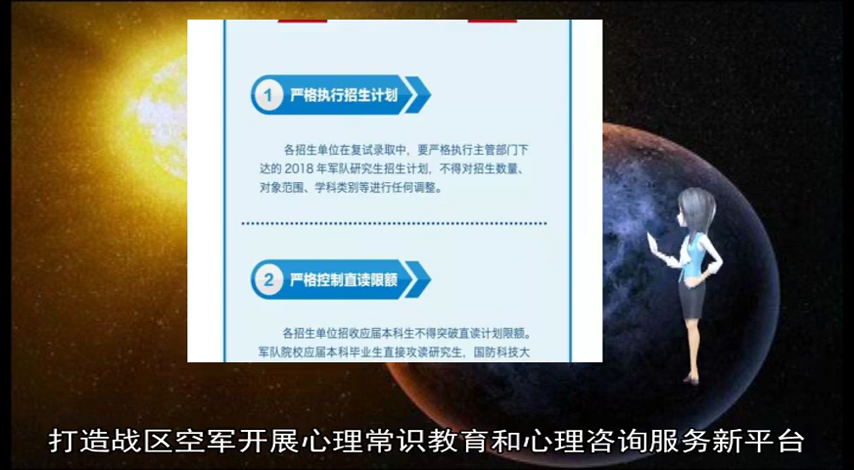 1 严格执行招生计划
各招生单位在复试录取中，要严格执行主管部门下
达的 2018 年军队研究生招生计划，不得对招生数量、
对象范围、学科类别等进行任何调整。
2 严格控制直读限额
各招生单位招收应届本科生不得突破直读计划限额。
军队院校应届本科毕业生直接攻读研究生，国防科技大
打造战区空军开展心理常识教育和心理咨询服务新平台